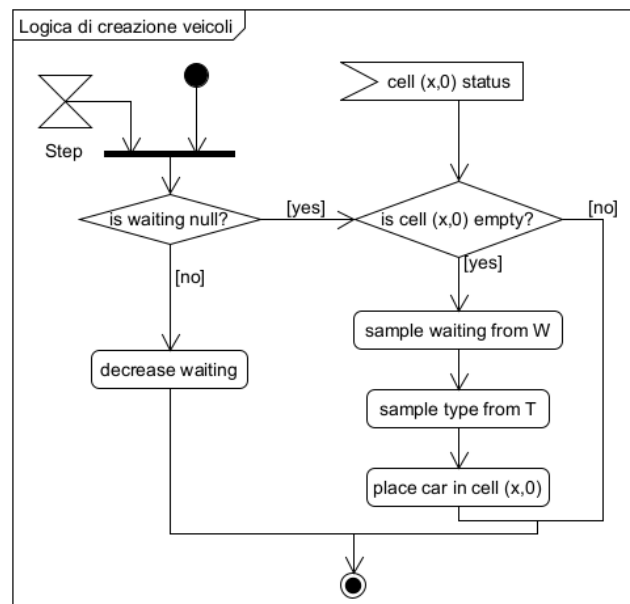 Logica di creazione veicoli
cell (x,0) status
Step
is waiting null?
[yes]
is cell (x,0) empty?
[no]
[no]
[yes]
sample waiting from W
decrease waiting
sample type from T
place car in cell (x,0)